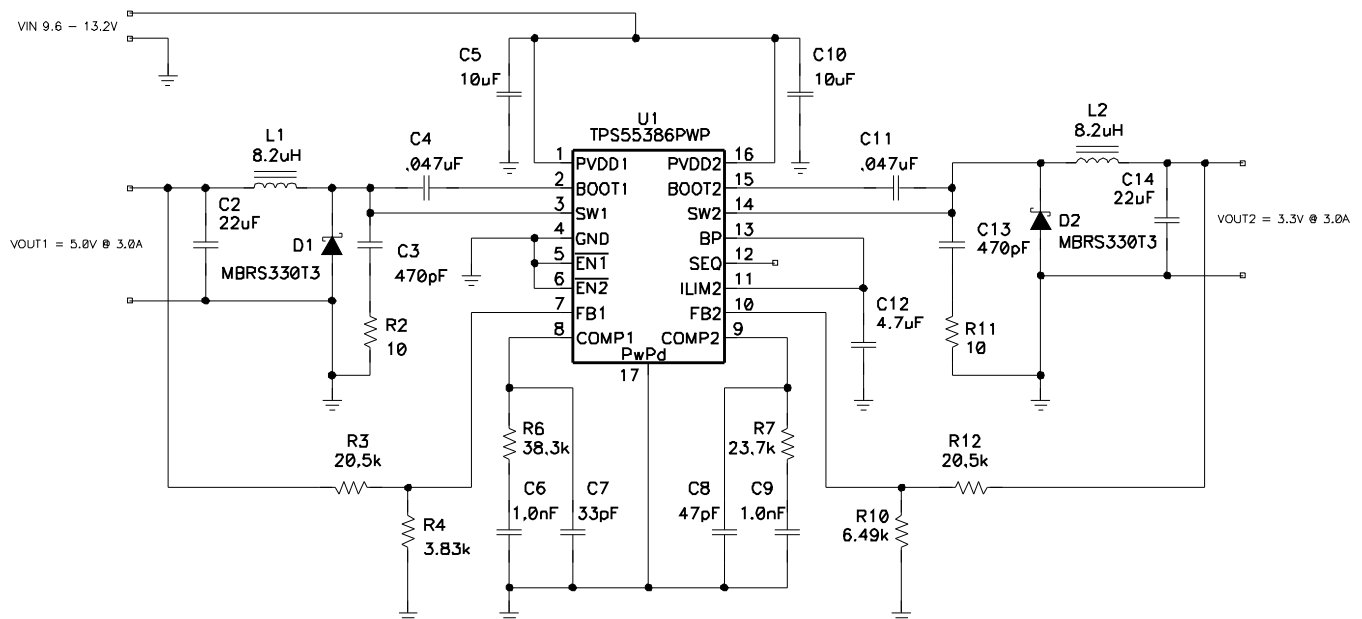 VIN 9.6 – 13.2V
C5
10uF
C10
10uF
U1
TPS55386PWP
L1
8.2uH
C4
.047uF
C11
.047uF
L2
8.2uH
1 PVDD1
PVDD2 16
2 BOOT1
BOOT2 15
3 SW1
SW2 14
4 GND
BP 13
5 EN1
SEQ 12
6 EN2
ILIM2 11
7 FB1
FB2 10
8 COMP1
COMP2 9
PwPd
17
C2
22uF
VOUT1 = 5.0V @ 3.0A
D1
MBRS330T3
C3
470pF
R2
10
C14
22uF
D2
MBRS330T3
VOUT2 = 3.3V @ 3.0A
C13
470pF
R11
10
C12
4.7uF
R6
38.3k
R7
23.7k
R3
20.5k
R12
20.5k
C6
1.0nF
C7
33pF
C8
47pF
C9
1.0nF
R4
3.83k
R10
6.49k